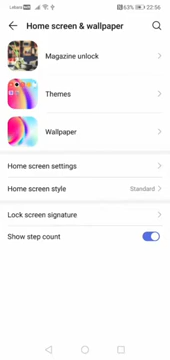 Lebara
63%
22:56
Home screen & wallpaper
Magazine unlock
Themes
Wallpaper
Home screen settings
Home screen style Standard
Lock screen signature
Show step count